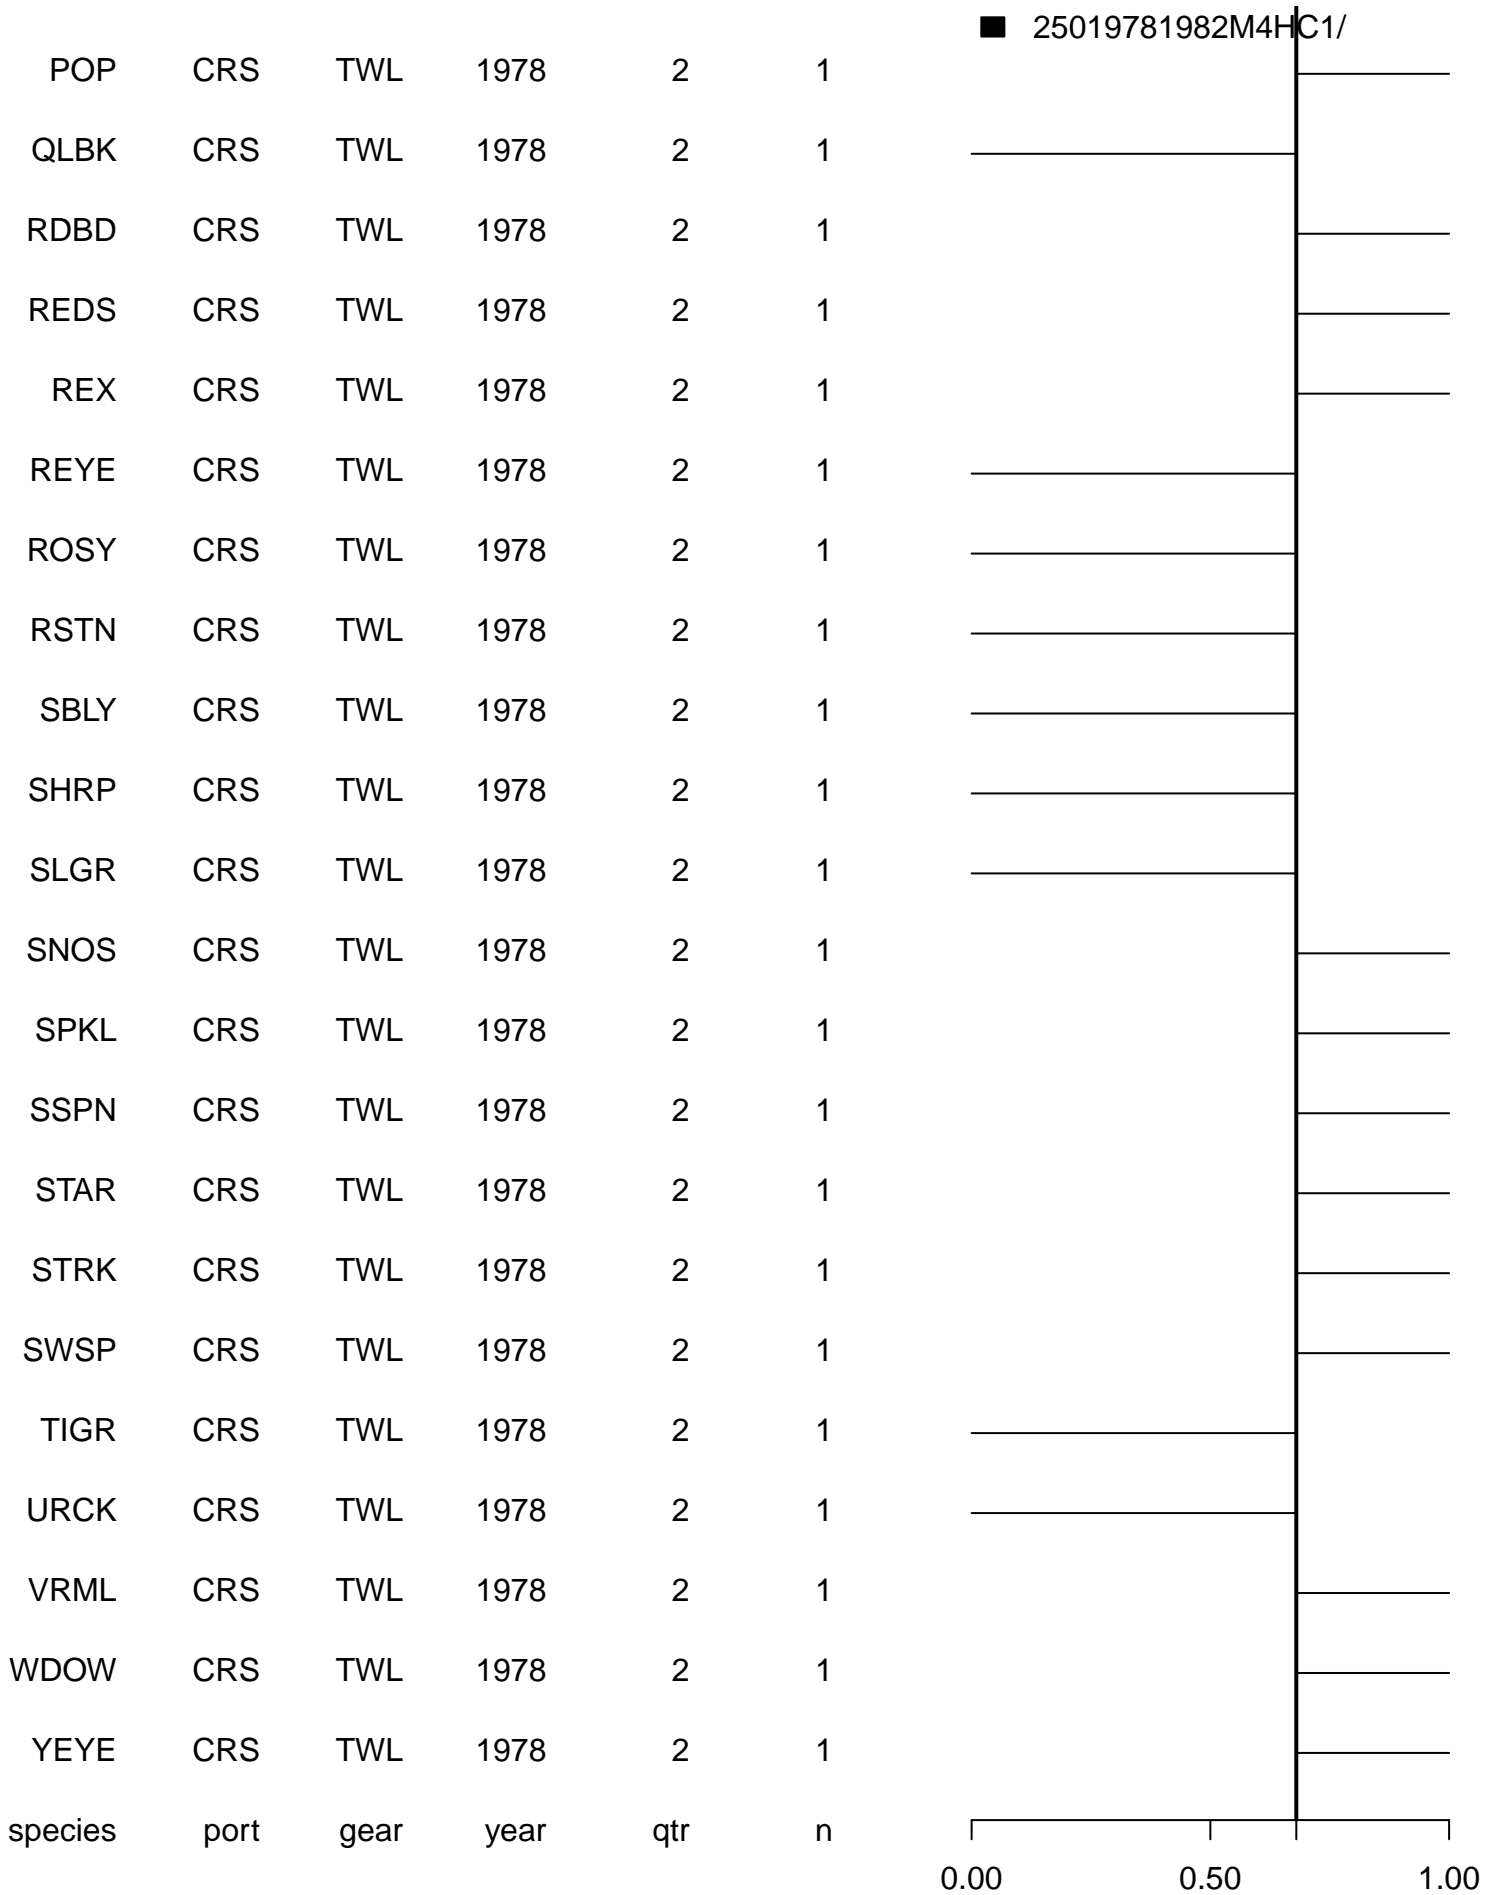 25019781982M4HC1/
POP CRS TWL 1978 2 1
QLBK CRS TWL 1978 2 1
RDBD CRS TWL 1978 2 1
REDS CRS TWL 1978 2 1
REX CRS TWL 1978 2 1
REYE CRS TWL 1978 2 1
ROSY CRS TWL 1978 2 1
RSTN CRS TWL 1978 2 1
SBLY CRS TWL 1978 2 1
SHRP CRS TWL 1978 2 1
SLGR CRS TWL 1978 2 1
SNOS CRS TWL 1978 2 1
SPKL CRS TWL 1978 2 1
SSPN CRS TWL 1978 2 1
STAR CRS TWL 1978 2 1
STRK CRS TWL 1978 2 1
SWSP CRS TWL 1978 2 1
TIGR CRS TWL 1978 2 1
URCK CRS TWL 1978 2 1
VRML CRS TWL 1978 2 1
WDOW CRS TWL 1978 2 1
YEYE CRS TWL 1978 2 1
species port gear year qtr n
0.00 0.50 1.00